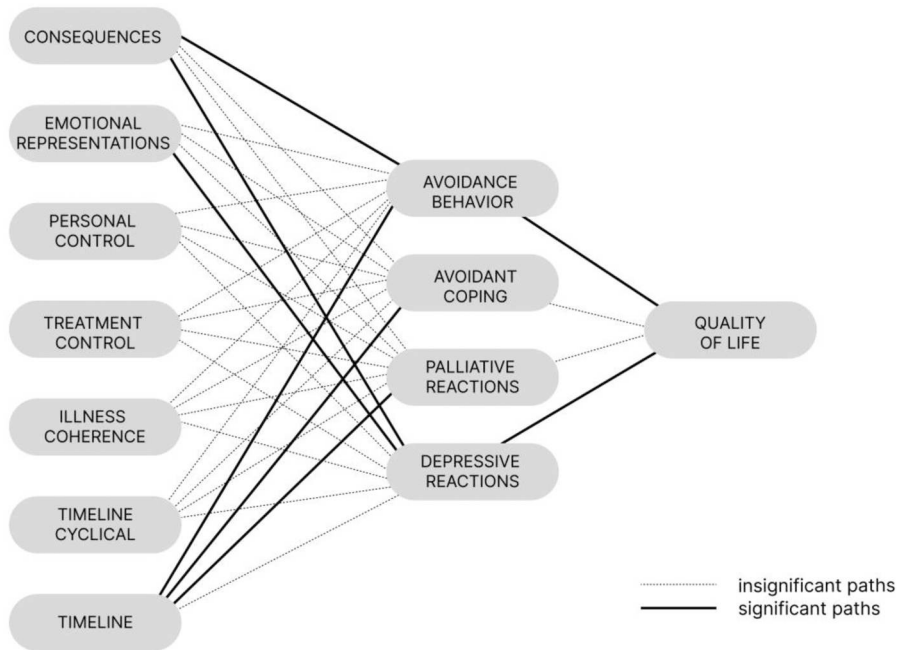 CONSEQUENCES
EMOTIONAL
REPRESENTATIONS
PERSONAL
CONTROL
TREATMENT
CONTROL
ILLNESS
COHERENCE
TIMELINE
CYCLICAL
TIMELINE
AVOIDANCE
BEHAVIOR
AVOIDANT
COPING
PALLIATIVE
REACTIONS
DEPRESSIVE
REACTIONS
QUALITY
OF LIFE
insignificant paths
significant paths